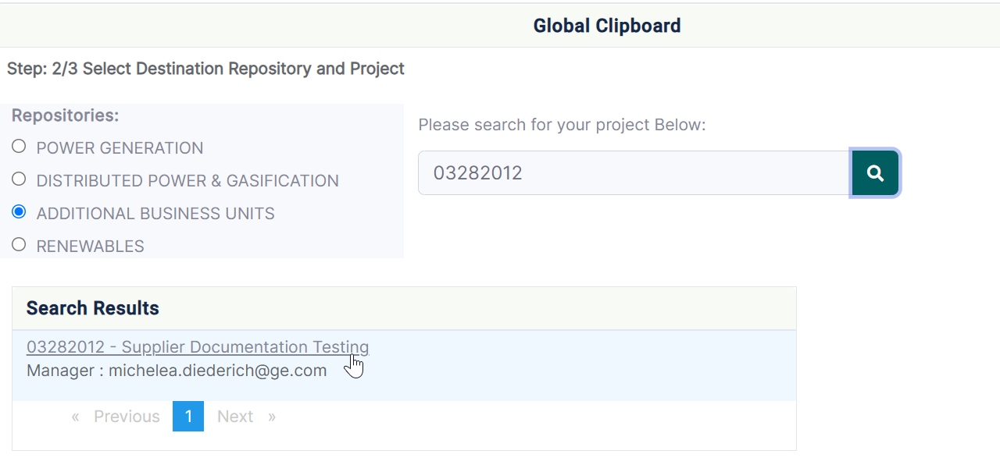 Global Clipboard
Step: 2/3 Select Destination Repository and Project
Repositories:
POWER GENERATION
DISTRIBUTED POWER & GASIFICATION
ADDITIONAL BUSINESS UNITS
RENEWABLES
Please search for your project Below:
03282012
Search Results
03282012 - Supplier Documentation Testing
Manager : michelea.diederich@ge.com
« Previous 1 Next »